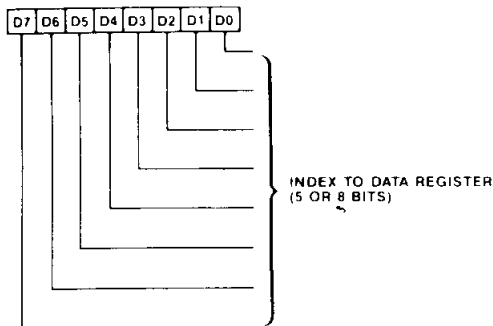 D7 D6 D5 D4 D3 D2 D1 D0
INDEX TO DATA REGISTER
(5 OR 8 BITS)